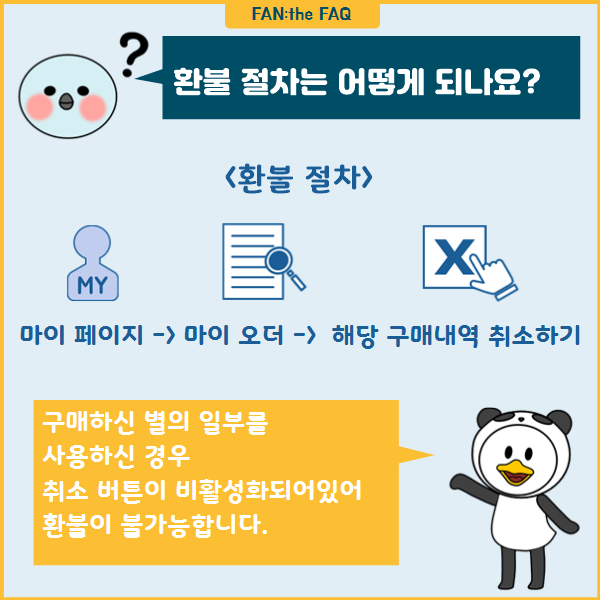 FAN:the FAQ
?
환불 절차는 어떻게 되나요?
<환불 절차>
MY
X
마이 페이지 -> 마이 오더 -> 해당 구매내역 취소하기
구매하신 별의 일부를
사용하신 경우
취소 버튼이 비활성화되어있어
환불이 불가능합니다.